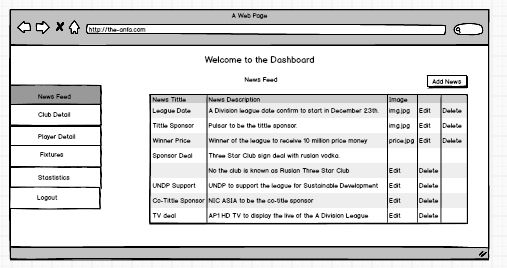 A Web Page
http://the-anfa.com
Welcome to the Dashboard
News Feed
Add News
News Feed
Club Detail
Player Detail
Fixtures
Stastistics
Logout
News Tittle News Description Image
League Date A Division league date confirm to start in December 23th. img.jpg Edit Delete
Tittle Sponsor Pulsar to be the tittle sponsor. img.jpg Edit Delete
Winner Price Winner of the league to receive 10 million price money price.jpg Edit Delete
Sponsor Deal Three Star Club sign deal with ruslan vodka.
No the club is known as Ruslan Three Star Club Edit Delete
UNDP Support UNDP to support the league for Sustainable Development Edit Delete
Co-Tittle Sponsor NIC ASIA to be the co-title sponsor Edit Delete
TV deal AP1 HD TV to display the live of the A Division League Edit Delete